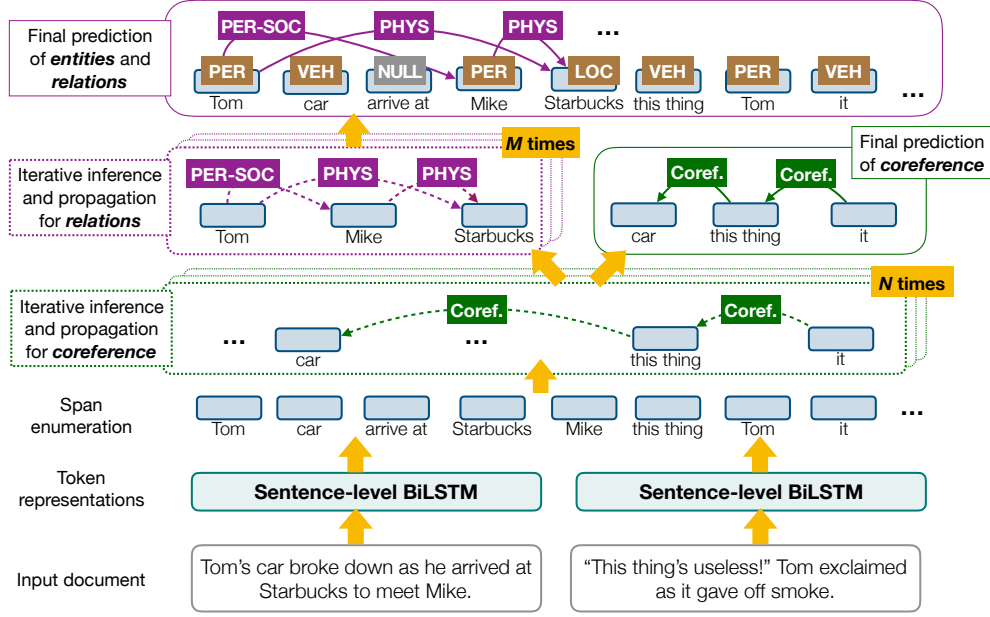 Final prediction
of entities and
relations
PER-SOC PHYS PHYS ...
PER VEH NULL PER LOC VEH PER VEH
Tom car arrive at Mike Starbucks this thing Tom it ...
M times
Iterative inference
and propagation
for relations
PER-SOC PHYS PHYS
Tom Mike Starbucks
Final prediction
of coreference
Coref. Coref.
car this thing it
N times
Iterative inference
and propagation
for coreference
Coref. Coref.
... car ... this thing it
Span
enumeration
Tom car arrive at Starbucks Mike this thing Tom it ...
Token
representations
Sentence-level BiLSTM
Sentence-level BiLSTM
Input document
Tom's car broke down as he arrived at
Starbucks to meet Mike.
“This thing's useless!” Tom exclaimed
as it gave off smoke.